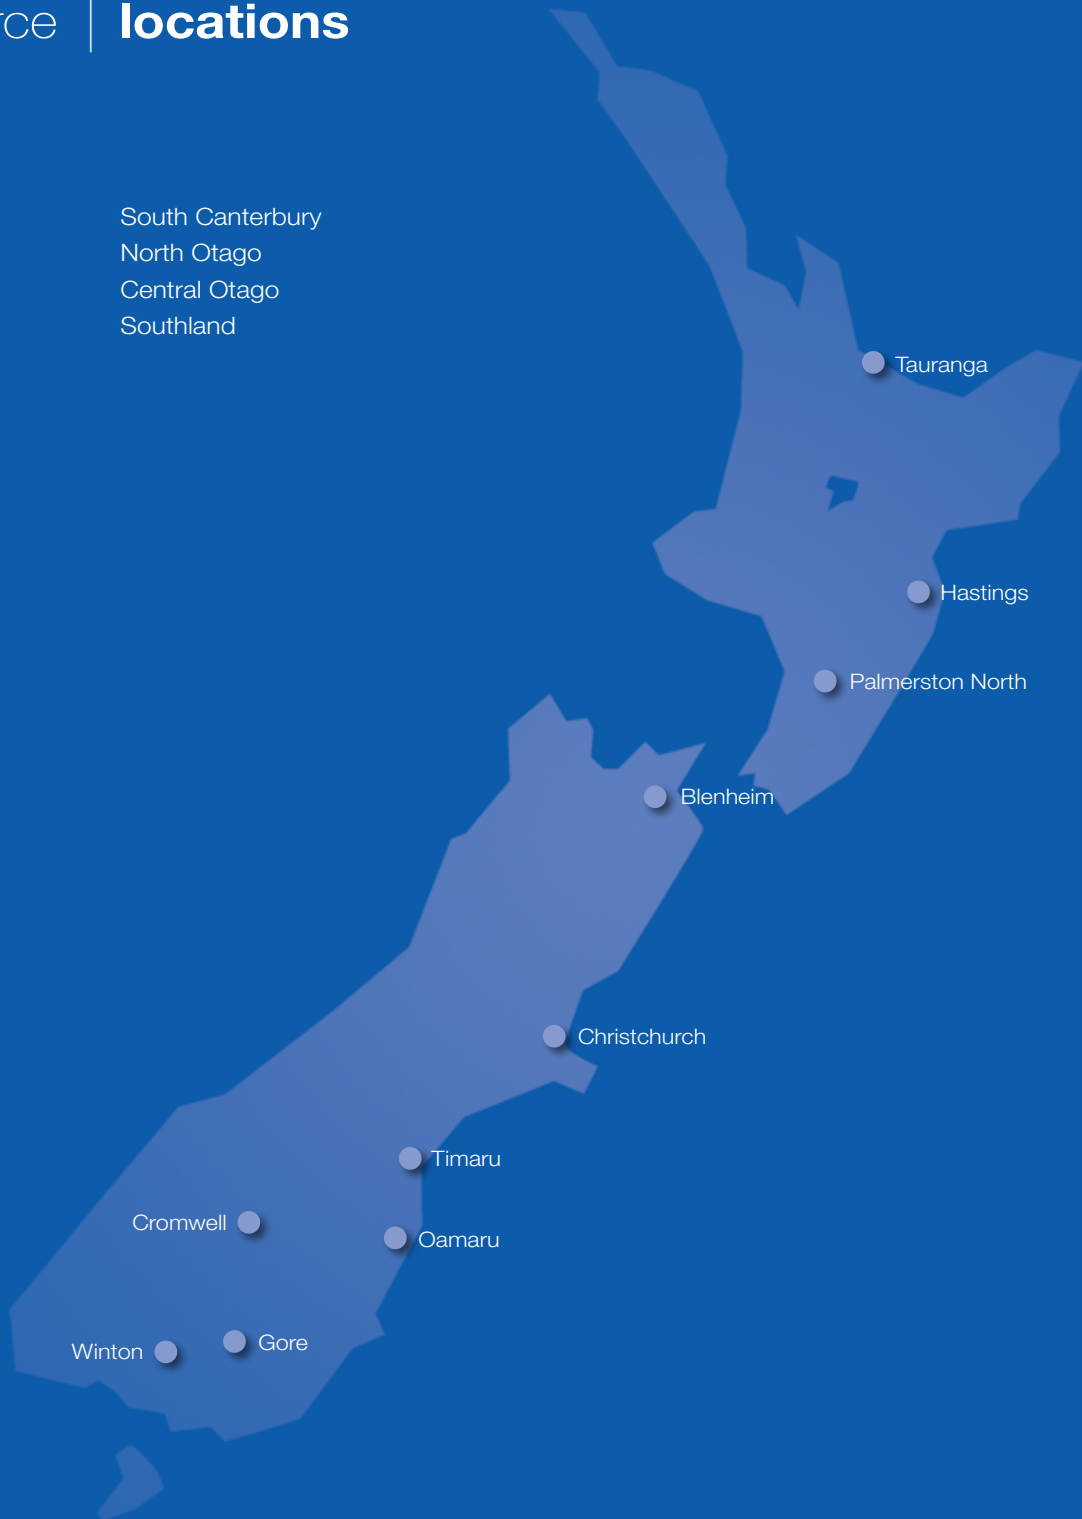 locations
South Canterbury
North Otago
Central Otago
Southland
Tauranga
Hastings
Palmerston North
Blenheim
Christchurch
Timaru
Cromwell
Oamaru
Gore
Winton